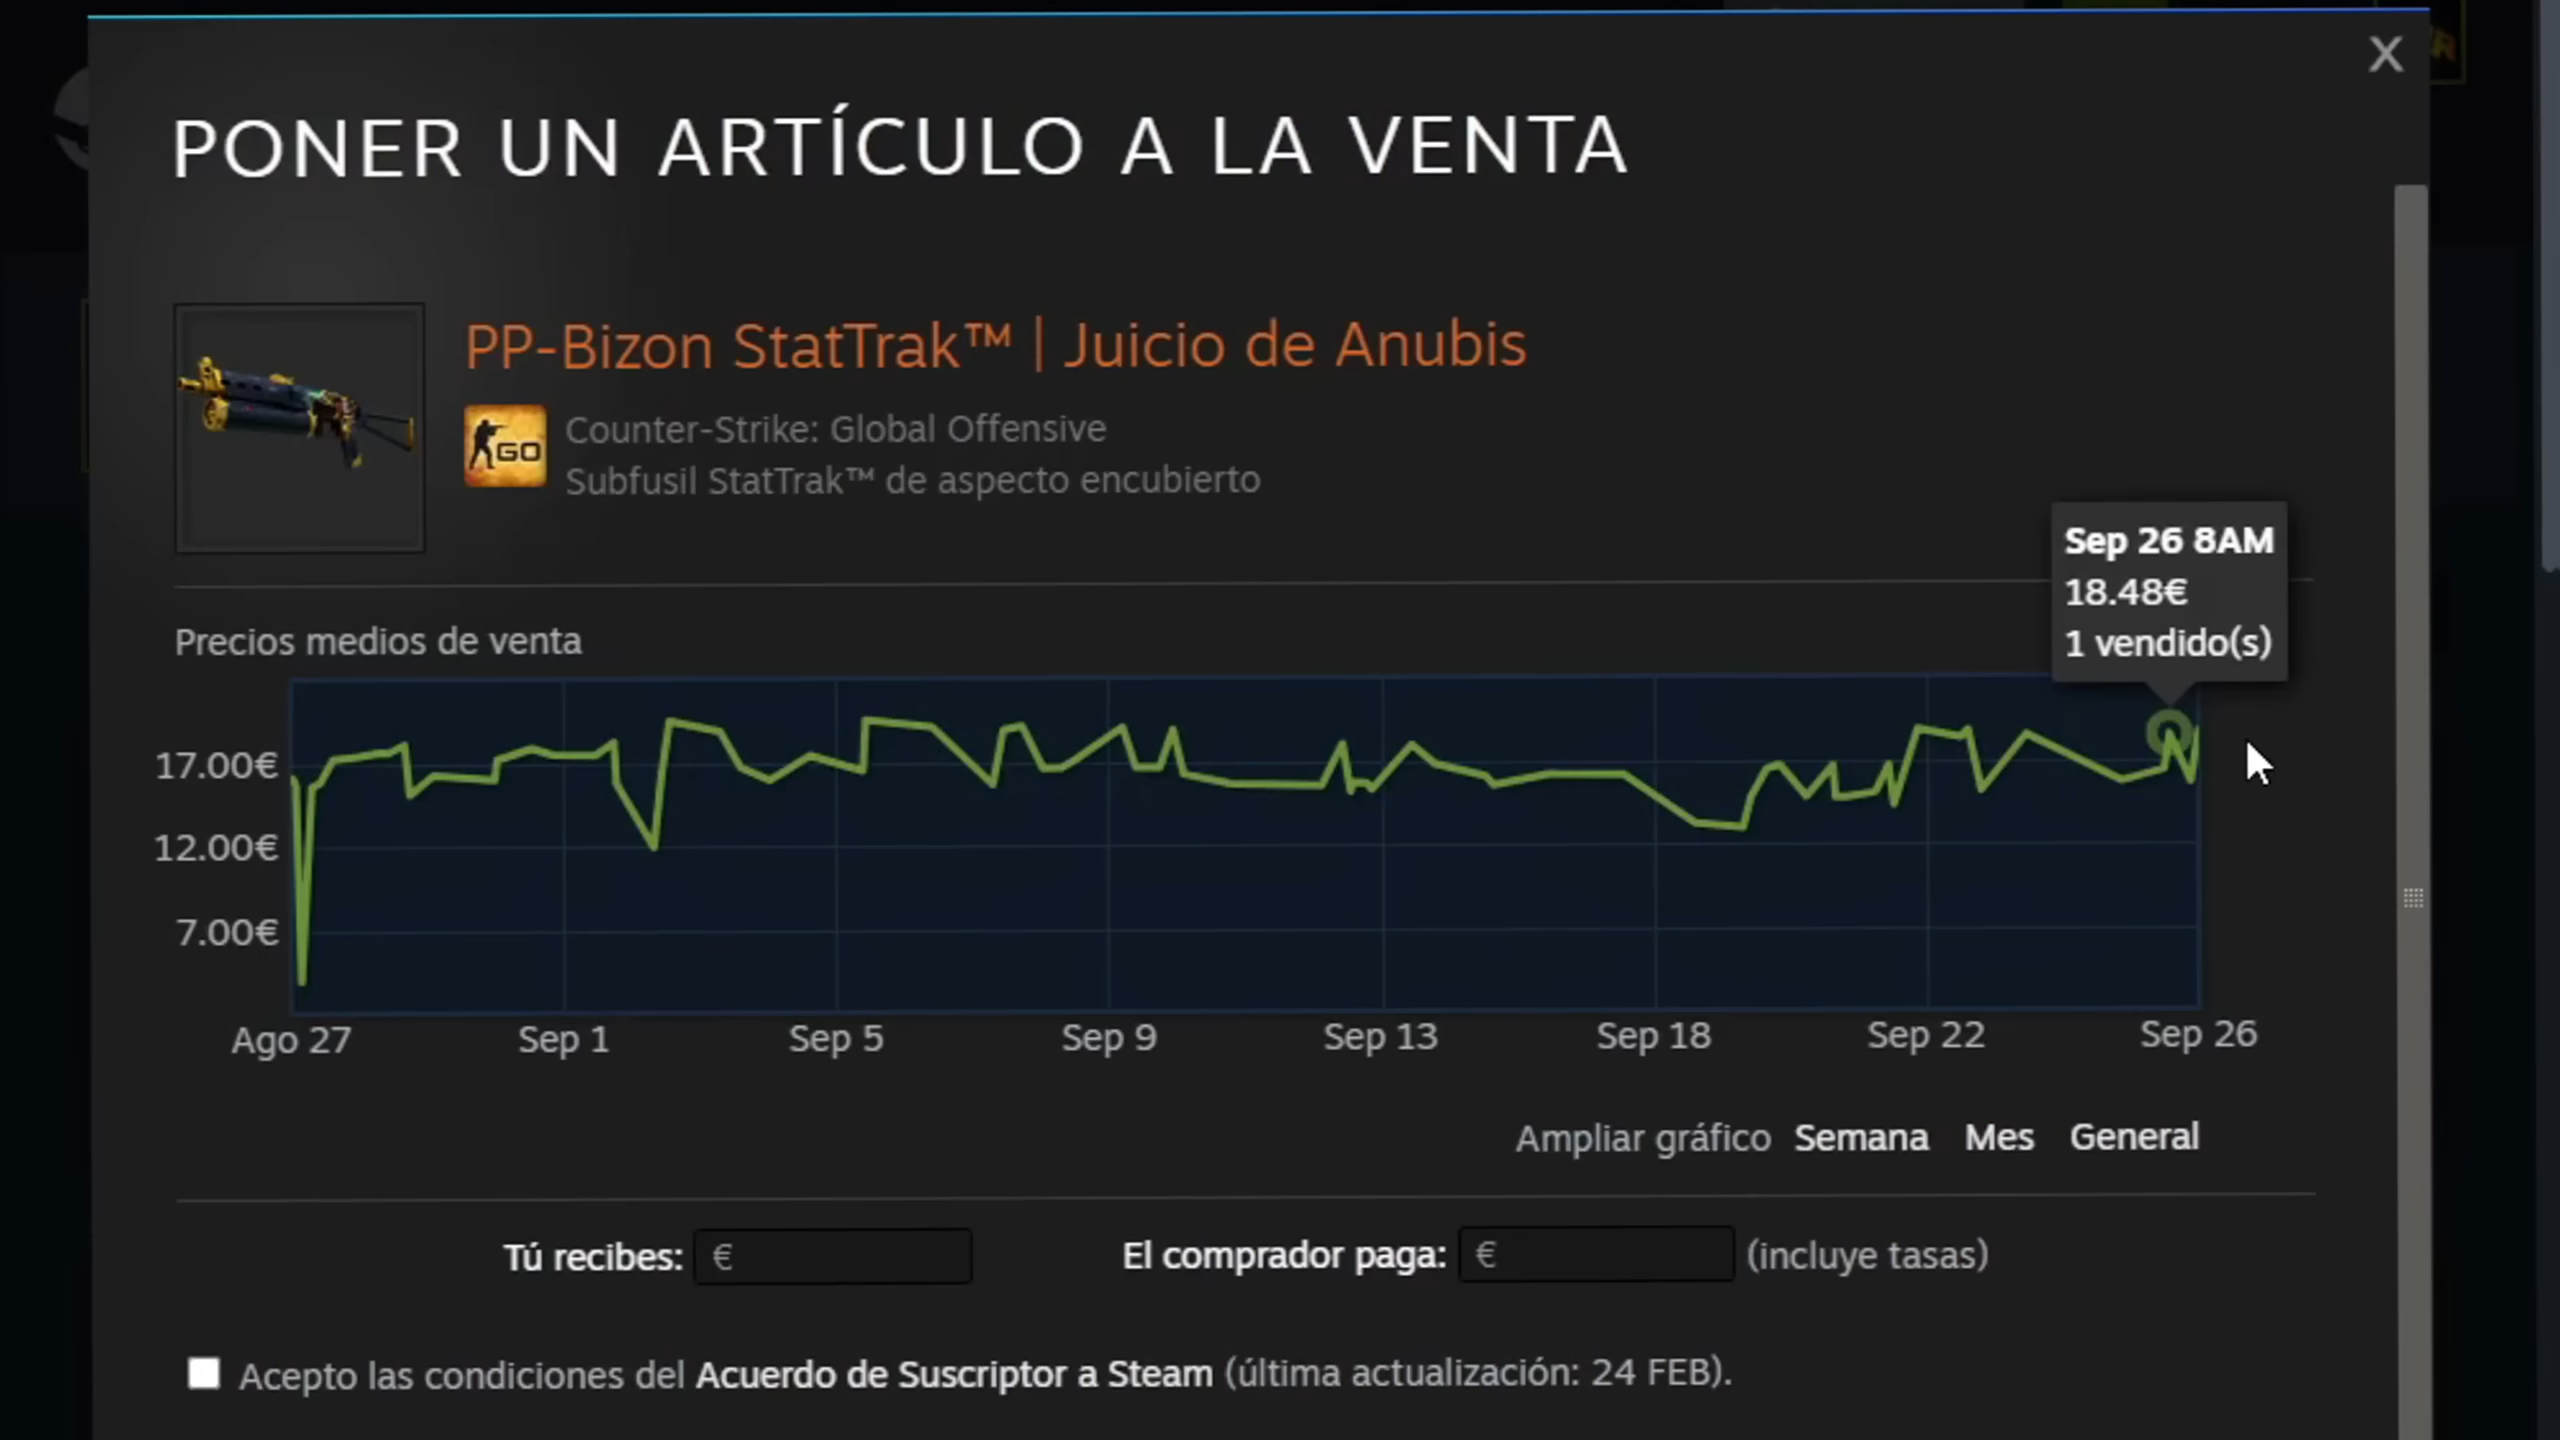 X
PONER UN ARTÍCULO A LA VENTA
PP-Bizon StatTrak™ | Juicio de Anubis
GO
Counter-Strike: Global Offensive
Subfusil StatTrak™ de aspecto encubierto
Sep 26 8AM
18.48€
1 vendido(s)
Precios medios de venta
17.00€
12.00€
7.00€
Ago 27 Sep 1 Sep 5 Sep 9 Sep 13 Sep 18 Sep 22 Sep 26
Ampliar gráfico Semana Mes General
Tú recibes: € El comprador paga: € (incluye tasas)
Acepto las condiciones del Acuerdo de Suscriptor a Steam (última actualización: 24 FEB).